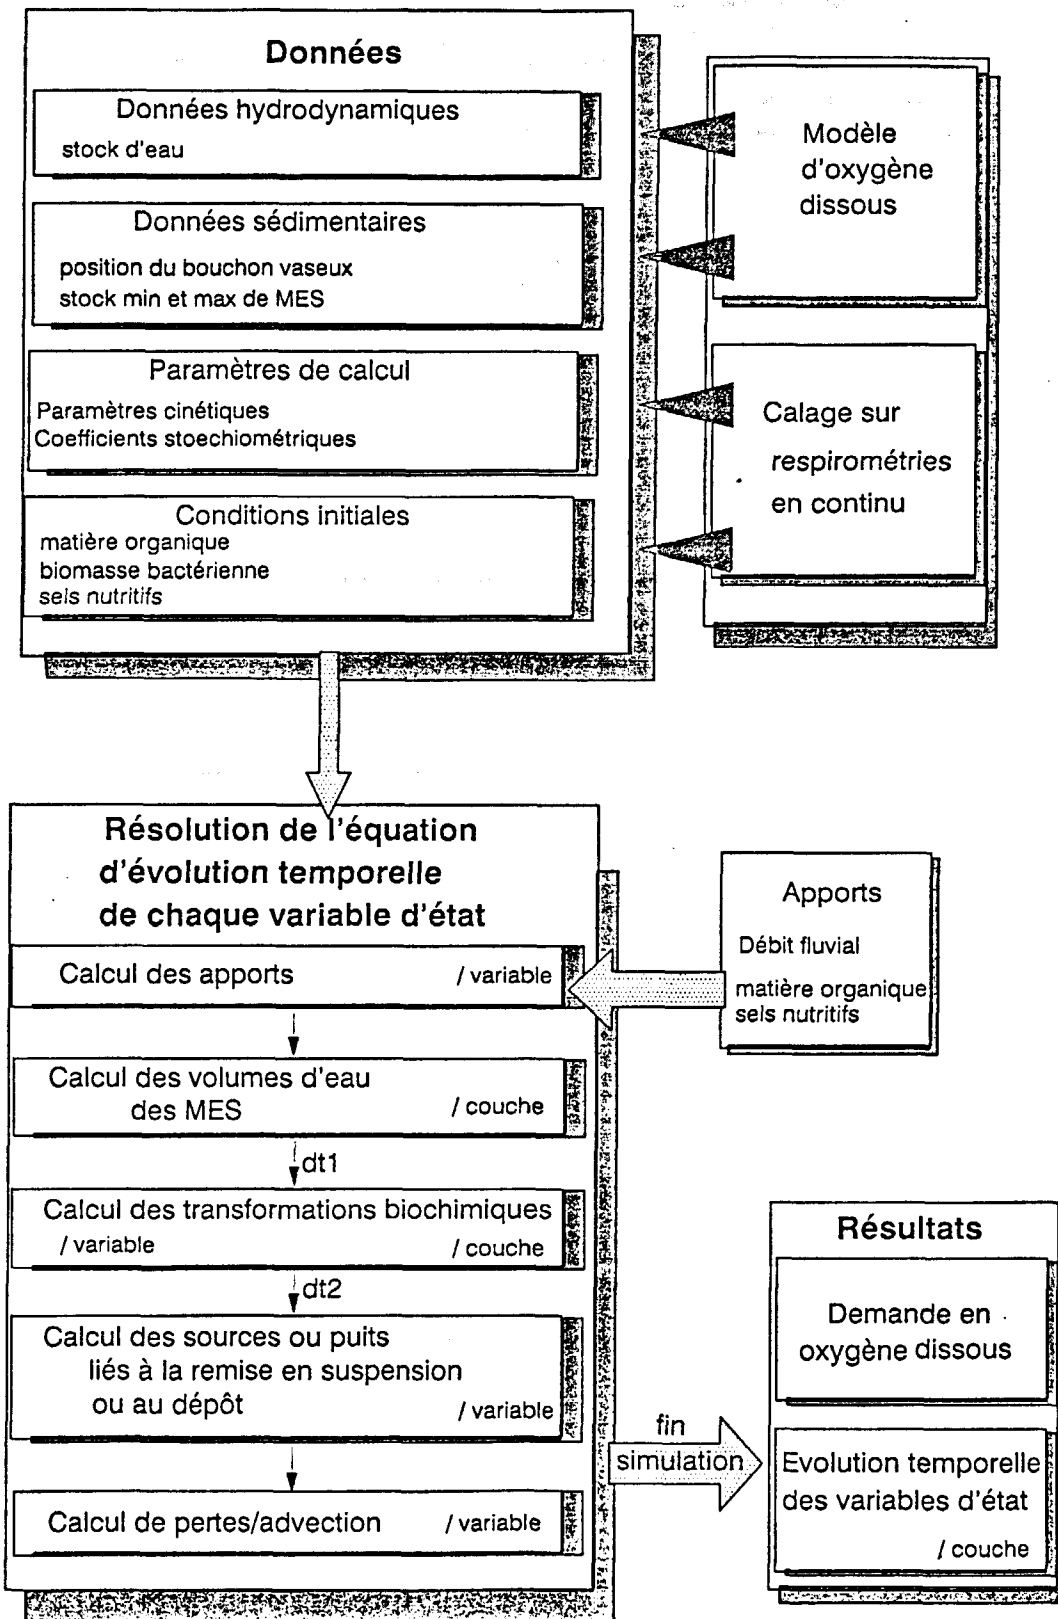 Données
Données hydrodynamiques
stock d'eau
Données sédimentaires
position du bouchon vaseux
stock min et max de MES
Paramètres de calcul
Paramètres cinétiques
Coefficients stoechiométriques
Conditions initiales
matière organique
biomasse bactérienne
sels nutritifs
Modèle
d'oxygène
dissous
Calage sur
respirométries
en continu
Résolution de l'équation
d'évolution temporelle
de chaque variable d'état
Calcul des apports / variable
Apports
Débit fluvial
matière organique
sels nutritifs
Calcul des volumes d'eau
des MES / couche
dt1
Calcul des transformations biochimiques
/ variable / couche
dt2
Calcul des sources ou puits
liés à la remise en suspension
ou au dépôt / variable
Calcul de pertes/advection / variable
fin
simulation
Résultats
Demande en
oxygène dissous
Evolution temporelle
des variables d'état
/ couche